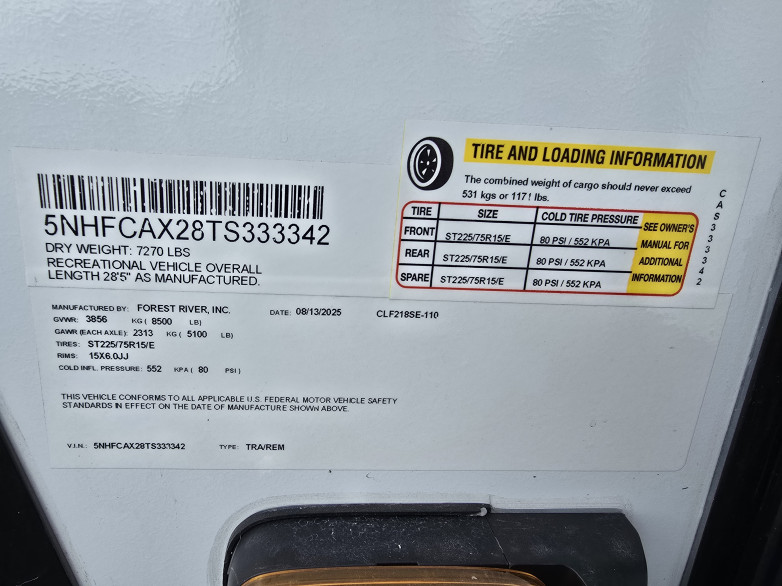 TIRE AND LOADING INFORMATION
The combined weight of cargo should never exceed
531 kgs or 1171 lbs.
TIRE SIZE COLD TIRE PRESSURE
FRONT ST225/75R15/E 80 PSI / 552 KPA
REAR ST225/75R15/E 80 PSI / 552 KPA
SPARE ST225/75R15/E 80 PSI / 552 KPA
SEE OWNER'S
MANUAL FOR
ADDITIONAL
INFORMATION
CAS333342
5NHFCAX28TS333342
DRY WEIGHT: 7270 LBS
RECREATIONAL VEHICLE OVERALL
LENGTH 28'5" AS MANUFACTURED.
MANUFACTURED BY: FOREST RIVER, INC. DATE: 08/13/2025 CLF218SE-110
GVWR: 3856 KG ( 8500 LB)
GAWR (EACH AXLE): 2313 KG ( 5100 LB)
TIRES: ST225/75R15/E
RIMS: 15X6.0JJ
COLD INFL. PRESSURE: 552 KPA ( 80 PSI )
THIS VEHICLE CONFORMS TO ALL APPLICABLE U.S. FEDERAL MOTOR VEHICLE SAFETY
STANDARDS IN EFFECT ON THE DATE OF MANUFACTURE SHOWN ABOVE.
V.I.N.: 5NHFCAX28TS333342 TYPE: TRA/REM